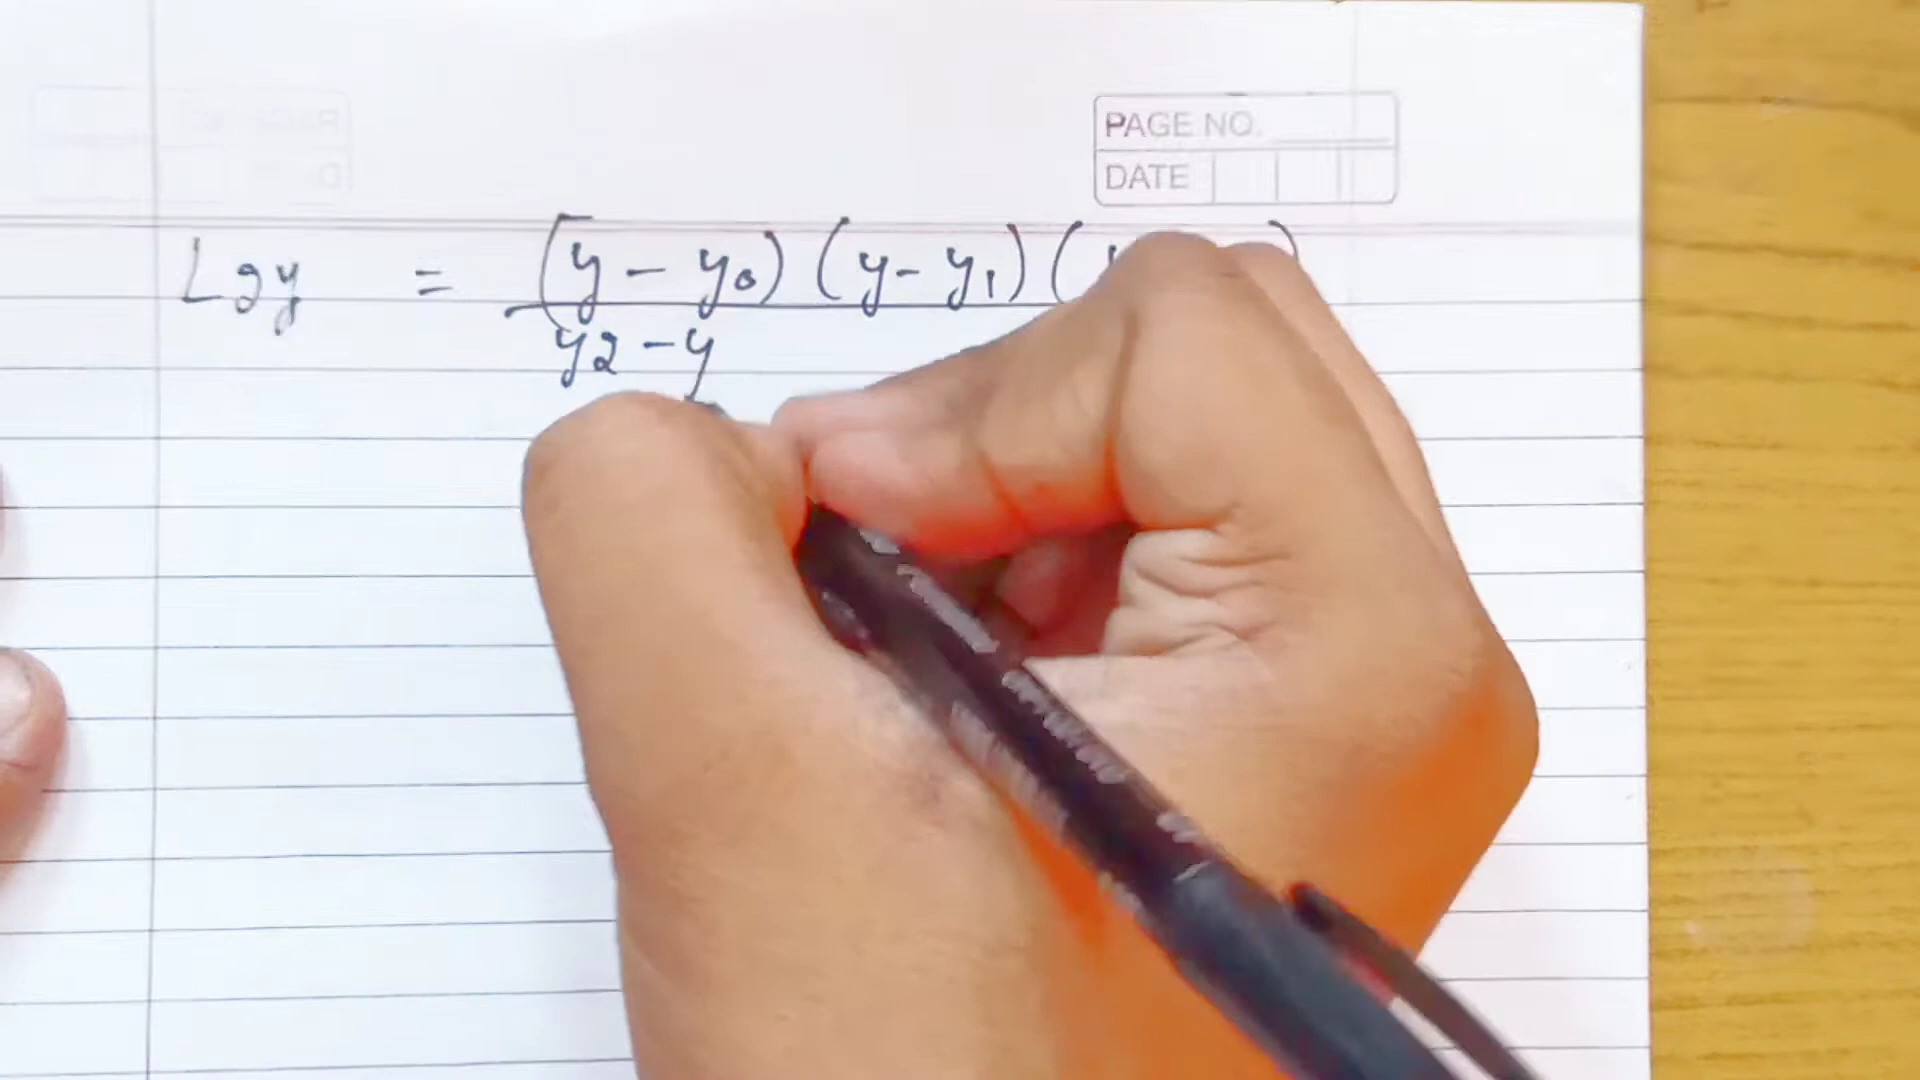 PAGE NO.
DATE
L2y = (y - y0) (y - y1) (
(y2 - y